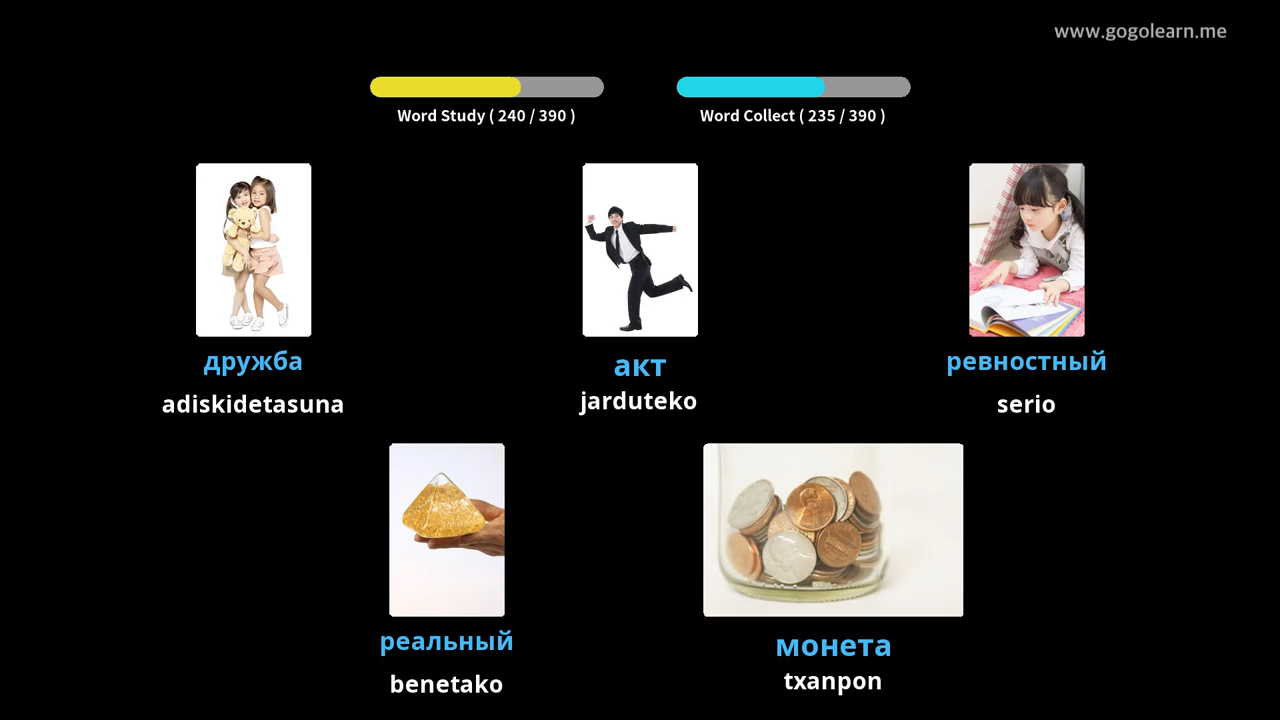 www.gogolearn.me
Word Study ( 240 / 390 )
Word Collect ( 235 / 390 )
дружба
adiskidetasuna
акт
jarduteko
ревностный
serio
реальный
benetako
монета
txanpon